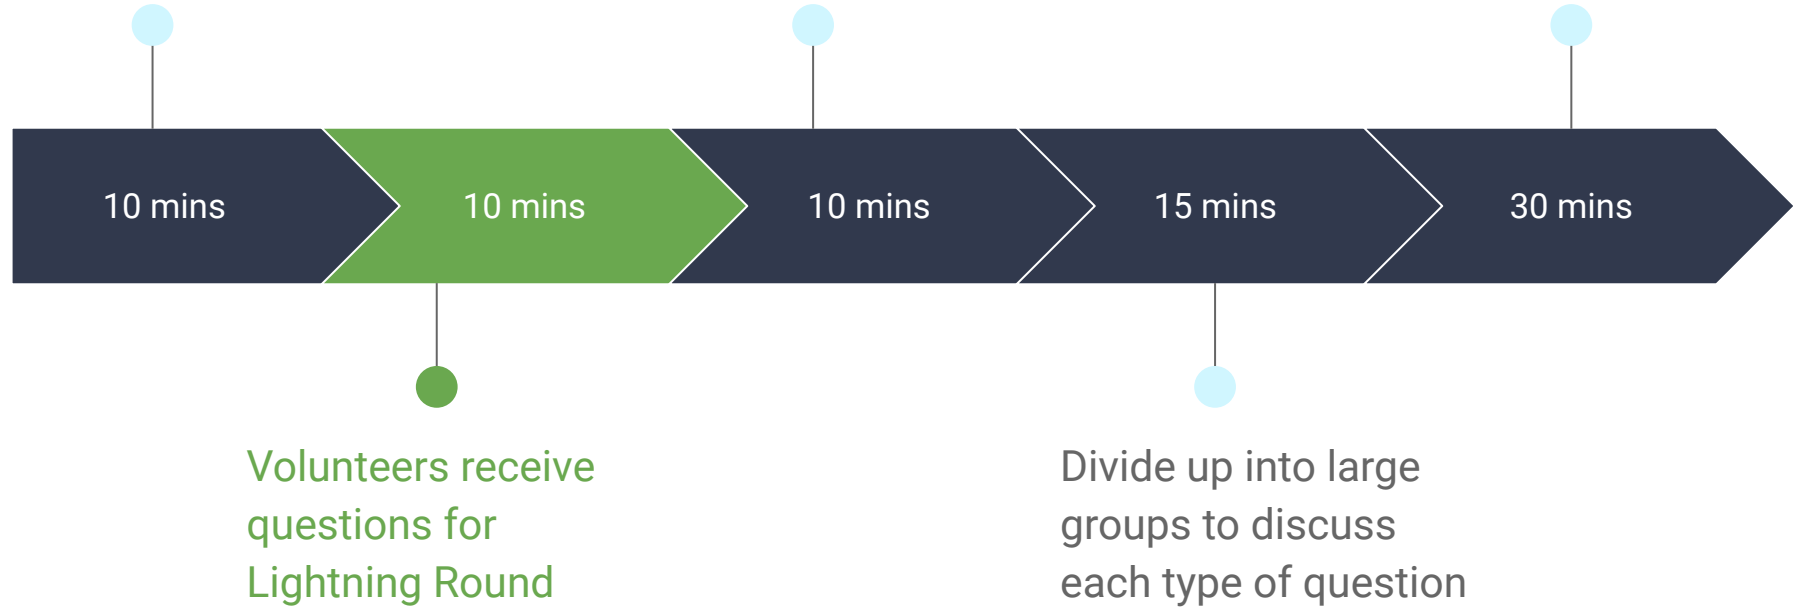 10 mins
10 mins
10 mins
15 mins
30 mins
Volunteers receive
questions for
Lightning Round
Divide up into large
groups to discuss
each type of question